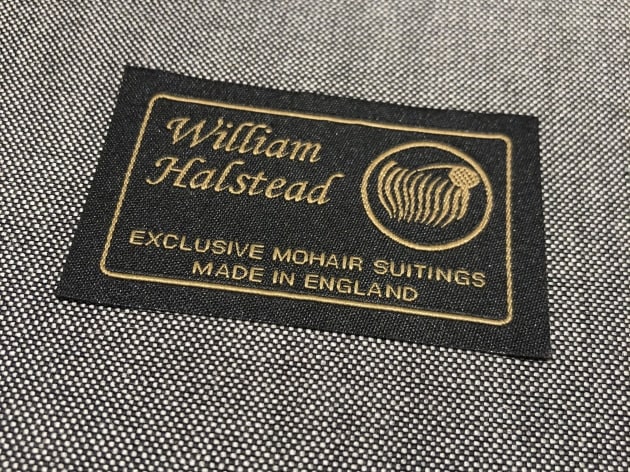 William
Halstead
EXCLUSIVE MOHAIR SUITINGS
MADE IN ENGLAND